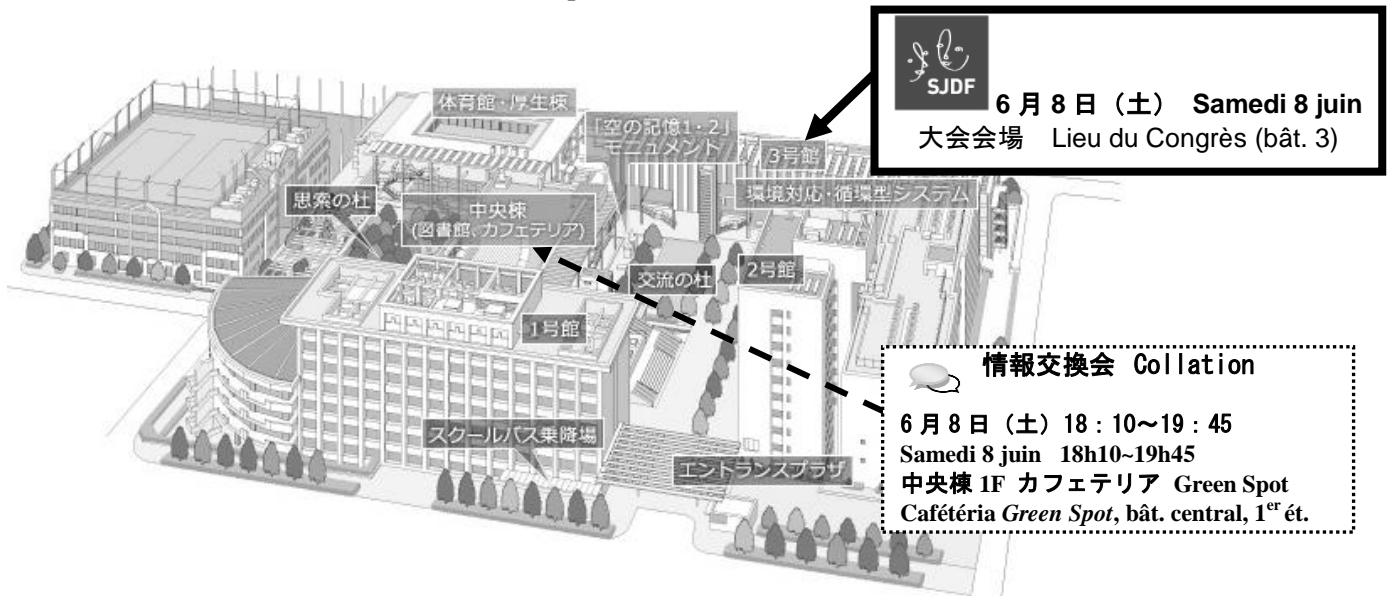 SJDF
6月8日（土） Samedi 8 juin
大会会場 Lieu du Congrès (bât. 3)
体育館・厚生棟
「空の記憶1・2」
モニュメント
3号館
環境対応・循環型システム
思索の杜
中央棟
(図書館、カフェテリア)
交流の杜
2号館
1号館
スクールバス乗降場
エントランスプラザ
情報交換会 Collation
6月8日（土）18：10～19：45
Samedi 8 juin 18h10~19h45
中央棟 1F カフェテリア Green Spot
Cafétéria Green Spot, bât. central, 1er ét.